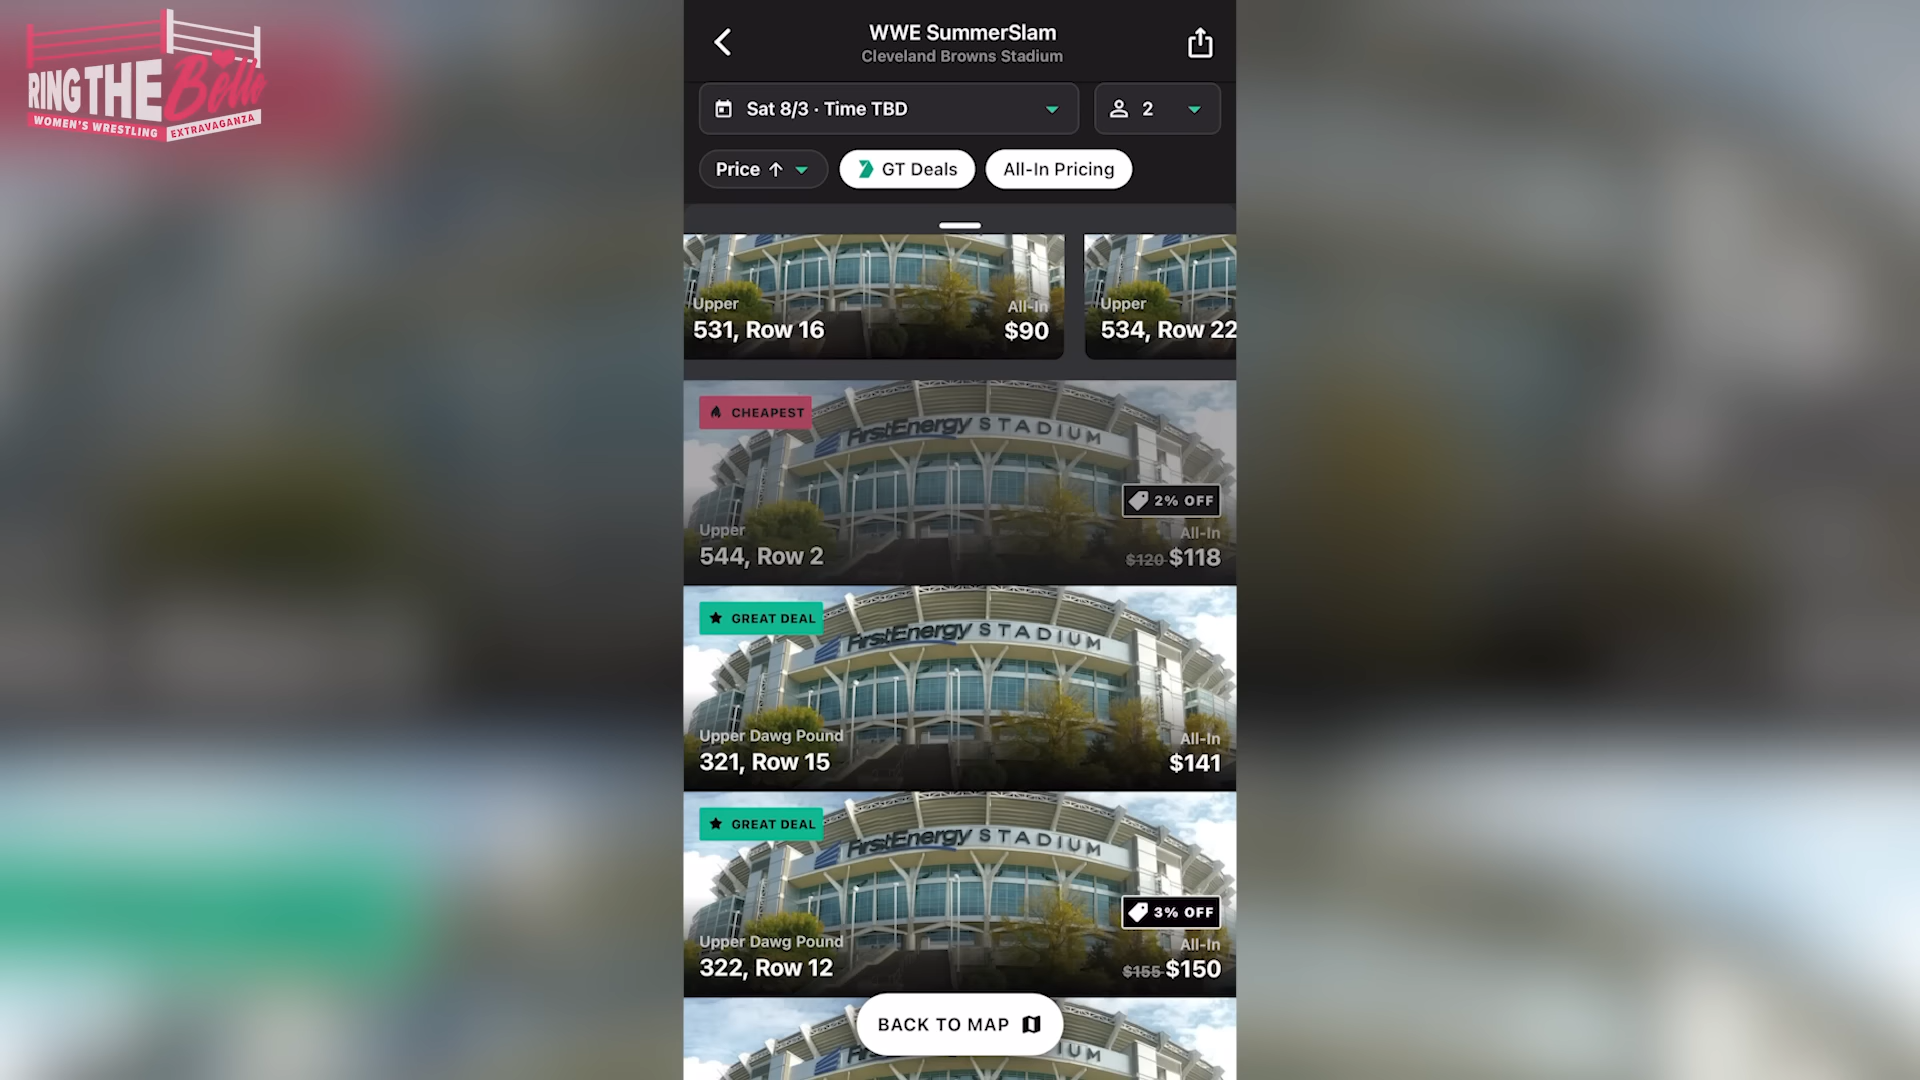 RING THE Belle
WOMEN'S WRESTLING EXTRAVAGANZA
WWE SummerSlam
Cleveland Browns Stadium
Sat 8/3 · Time TBD
2
Price ↑
GT Deals
All-In Pricing
Upper
531, Row 16
All-In
$90
Upper
534, Row 22
CHEAPEST
FirstEnergy STADIUM
2% OFF
Upper
544, Row 2
All-In
$120 $118
GREAT DEAL
FirstEnergy STADIUM
Upper Dawg Pound
321, Row 15
All-In
$141
GREAT DEAL
FirstEnergy STADIUM
3% OFF
Upper Dawg Pound
322, Row 12
All-In
$155 $150
BACK TO MAP